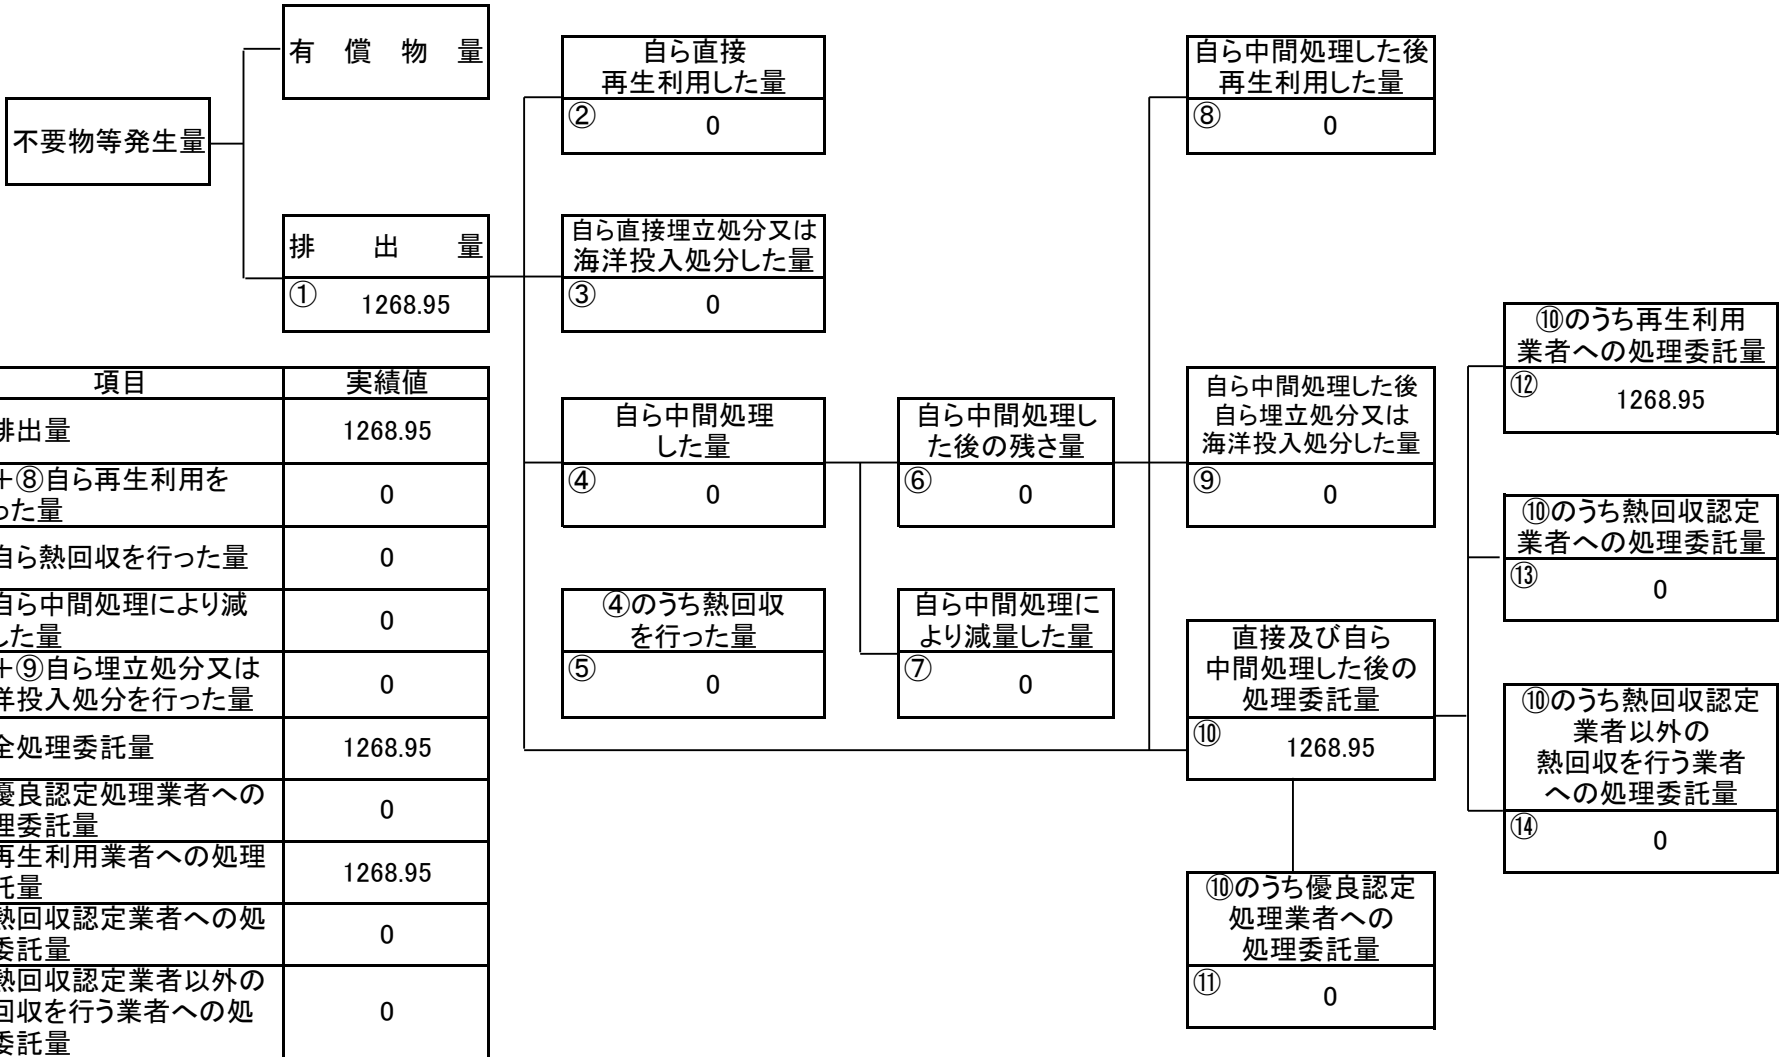 有償物量
不要物等発生量
排出量
① 1268.95
自ら直接
再生利用した量
② 0
自ら直接埋立処分又は
海洋投入処分した量
③ 0
自ら中間処理
した量
④ 0
④のうち熱回収
を行った量
⑤ 0
自ら中間処理し
た後の残さ量
⑥ 0
自ら中間処理に
より減量した量
⑦ 0
自ら中間処理した後
再生利用した量
⑧ 0
自ら中間処理した後
自ら埋立処分又は
海洋投入処分した量
⑨ 0
直接及び自ら
中間処理した後の
処理委託量
⑩ 1268.95
⑩のうち優良認定
処理業者への
処理委託量
⑪ 0
⑩のうち再生利用
業者への処理委託量
⑫ 1268.95
⑩のうち熱回収認定
業者への処理委託量
⑬ 0
⑩のうち熱回収認定
業者以外の
熱回収を行う業者
への処理委託量
⑭ 0
項目 実績値
排出量 1268.95
+⑧自ら再生利用を
った量 0
自ら熱回収を行った量 0
自ら中間処理により減
した量 0
+⑨自ら埋立処分又は
洋投入処分を行った量 0
全処理委託量 1268.95
優良認定処理業者への
理委託量 0
再生利用業者への処理
託量 1268.95
熱回収認定業者への処
委託量 0
熱回収認定業者以外の
回収を行う業者への処
委託量 0